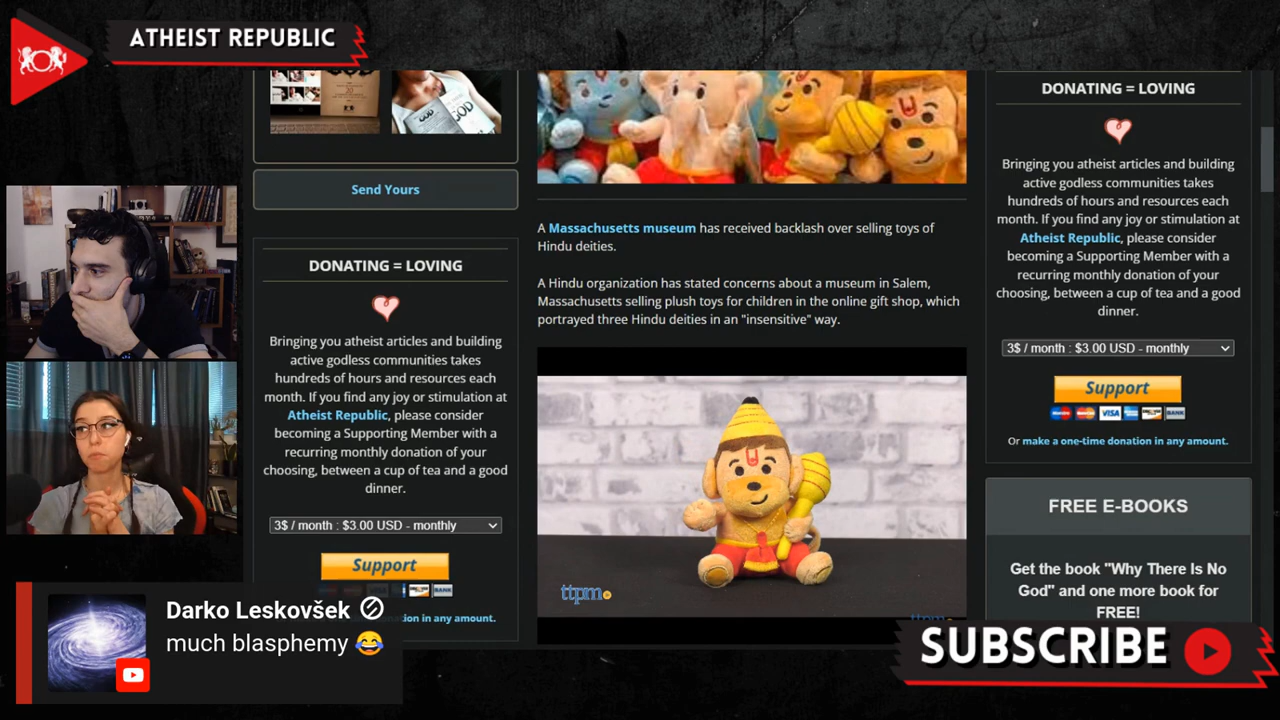 ATHEIST REPUBLIC
GOD
Send Yours
DONATING = LOVING
Bringing you atheist articles and building
active godless communities takes
hundreds of hours and resources each
month. If you find any joy or stimulation at
Atheist Republic, please consider
becoming a Supporting Member with a
recurring monthly donation of your
choosing, between a cup of tea and a good
dinner.
3$ / month : $3.00 USD - monthly
Support
in any amount.
A Massachusetts museum has received backlash over selling toys of
Hindu deities.
A Hindu organization has stated concerns about a museum in Salem,
Massachusetts selling plush toys for children in the online gift shop, which
portrayed three Hindu deities in an "insensitive" way.
ttpm
DONATING = LOVING
Bringing you atheist articles and building
active godless communities takes
hundreds of hours and resources each
month. If you find any joy or stimulation at
Atheist Republic, please consider
becoming a Supporting Member with a
recurring monthly donation of your
choosing, between a cup of tea and a good
dinner.
3$ / month : $3.00 USD - monthly
Support
VISA
BANK
Or make a one-time donation in any amount.
FREE E-BOOKS
Get the book "Why There Is No
God" and one more book for
FREE!
Darko Leskovšek
much blasphemy 😂
SUBSCRIBE